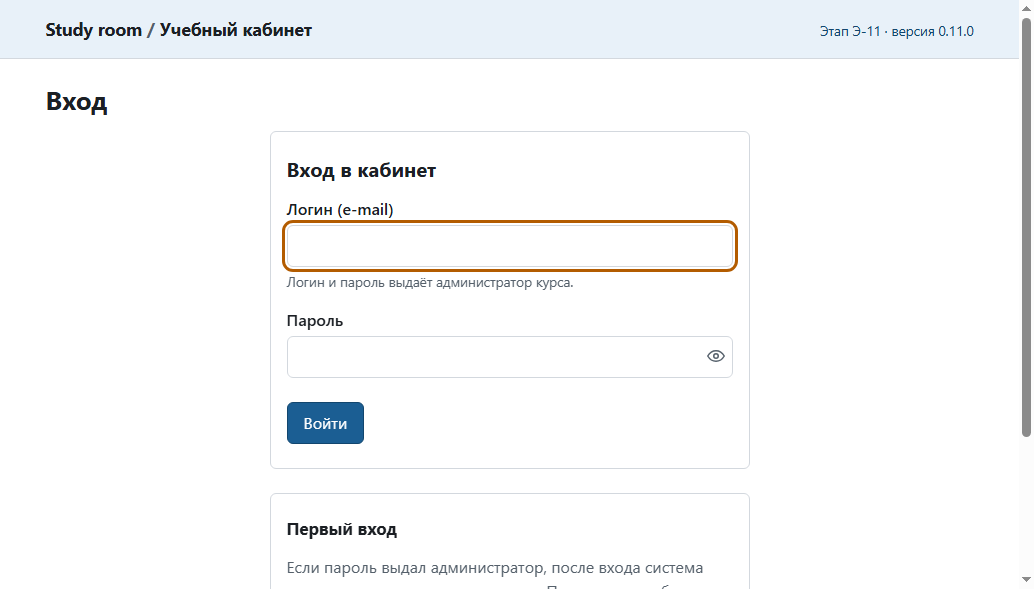 Study room / Учебный кабинет
Этап Э-11 · версия 0.11.0
Вход
Вход в кабинет
Логин (e-mail)
Логин и пароль выдаёт администратор курса.
Пароль
Войти
Первый вход
Если пароль выдал администратор, после входа система